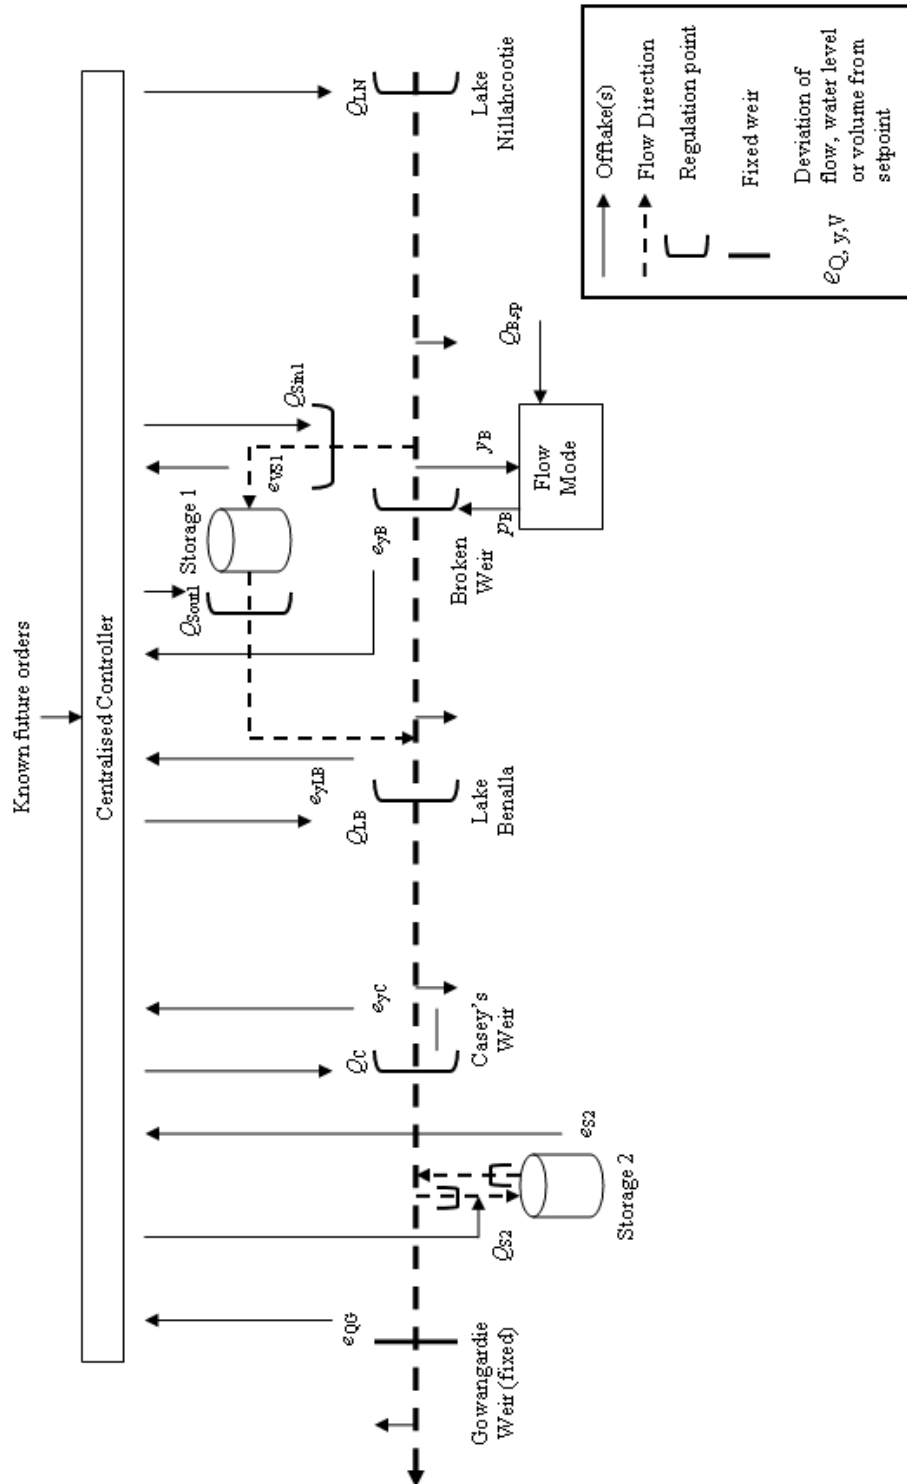 Known future orders
Centralised Controller
Q_LN
Lake
Nillahcootie
Q_Sin1
e_VS1
Storage 1
Q_Sout1
e_yB
y_B
p_B
Broken
Weir
Flow
Mode
Q_B,sp
e_yLB
Q_LB
Lake
Benalla
e_yC
Q_C
Casey's
Weir
e_S2
Storage 2
Q_S2
e_QG
Gowangardie
Weir (fixed)
Offtake(s)
Flow Direction
Regulation point
Fixed weir
e_Q, y, V
Deviation of
flow, water level
or volume from
setpoint